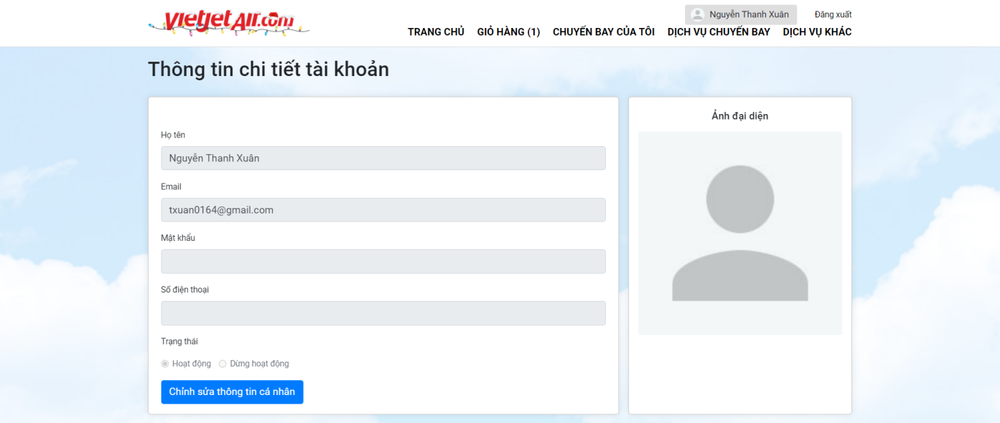 vietjetAir.com
Nguyễn Thanh Xuân Đăng xuất
TRANG CHỦ GIỎ HÀNG (1) CHUYẾN BAY CỦA TÔI DỊCH VỤ CHUYẾN BAY DỊCH VỤ KHÁC
Thông tin chi tiết tài khoản
Họ tên
Nguyễn Thanh Xuân
Email
txuan0164@gmail.com
Mật khẩu
Số điện thoại
Trạng thái
Hoạt động Dừng hoạt động
Chỉnh sửa thông tin cá nhân
Ảnh đại diện